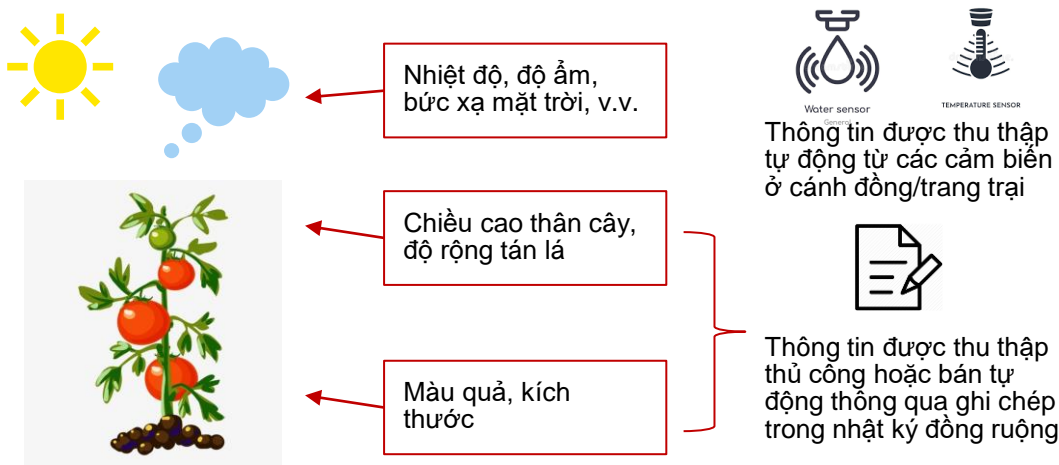 Nhiệt độ, độ ẩm,
bức xạ mặt trời, v.v.
Water sensor
General
TEMPERATURE SENSOR
Thông tin được thu thập
tự động từ các cảm biến
ở cánh đồng/trang trại
Chiều cao thân cây,
độ rộng tán lá
Màu quả, kích
thước
Thông tin được thu thập
thủ công hoặc bán tự
động thông qua ghi chép
trong nhật ký đồng ruộng